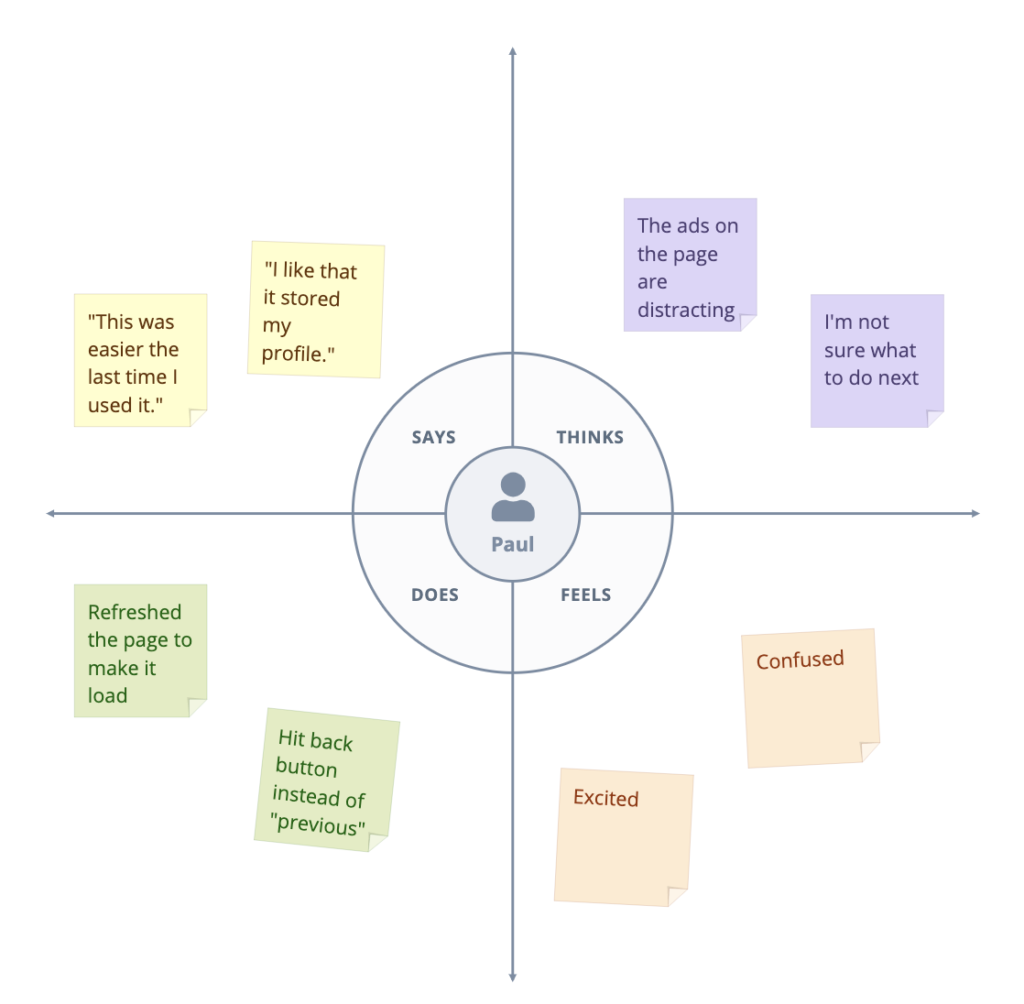 "This was
easier the
last time I
used it."
"I like that
it stored
my
profile."
The ads on
the page
are
distracting
I'm not
sure what
to do next
SAYS
THINKS
Paul
DOES
FEELS
Refreshed
the page to
make it
load
Hit back
button
instead of
"previous"
Confused
Excited